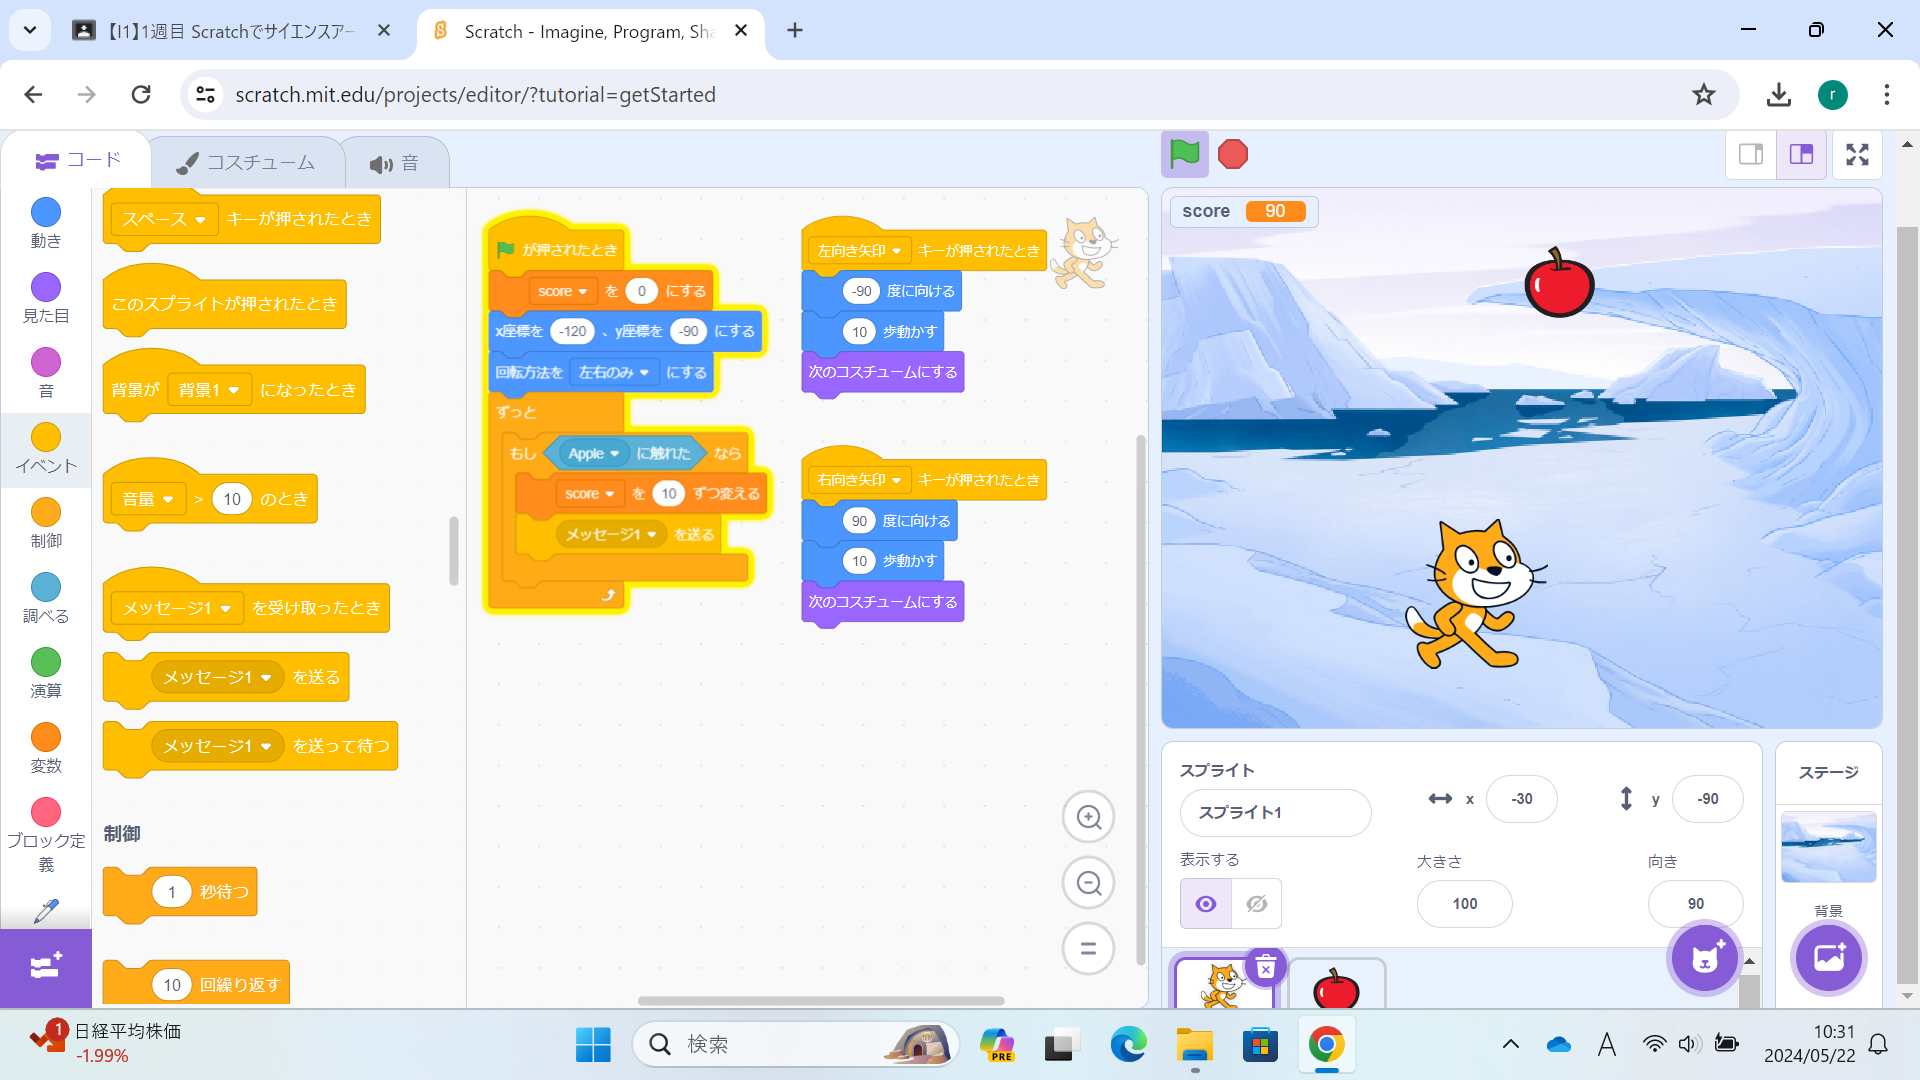 【I1】1週目 Scratchでサイエンスアー
Scratch - Imagine, Program, Sha
scratch.mit.edu/projects/editor/?tutorial=getStarted
r
コード
コスチューム
音
動き
見た目
音
イベント
制御
調べる
演算
変数
ブロック定
義
スペース キーが押されたとき
このスプライトが押されたとき
背景が 背景1 になったとき
音量 > 10 のとき
メッセージ1 を受け取ったとき
メッセージ1 を送る
メッセージ1 を送って待つ
制御
1 秒待つ
10 回繰り返す
が押されたとき
score を 0 にする
x座標を -120 、y座標を -90 にする
回転方法を 左右のみ にする
ずっと
もし Apple に触れた なら
score を 10 ずつ変える
メッセージ1 を送る
左向き矢印 キーが押されたとき
-90 度に向ける
10 歩動かす
次のコスチュームにする
右向き矢印 キーが押されたとき
90 度に向ける
10 歩動かす
次のコスチュームにする
score 90
スプライト
スプライト1
x -30
y -90
表示する
大きさ
向き
100
90
ステージ
背景
1
日経平均株価
-1.99%
検索
PRE
A
10:31
2024/05/22